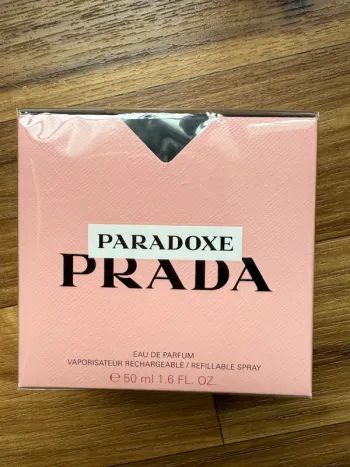 PARADOXE
PRADA
EAU DE PARFUM
VAPORISATEUR RECHARGEABLE / REFILLABLE SPRAY
℮ 50 ml 1.6 FL. OZ.